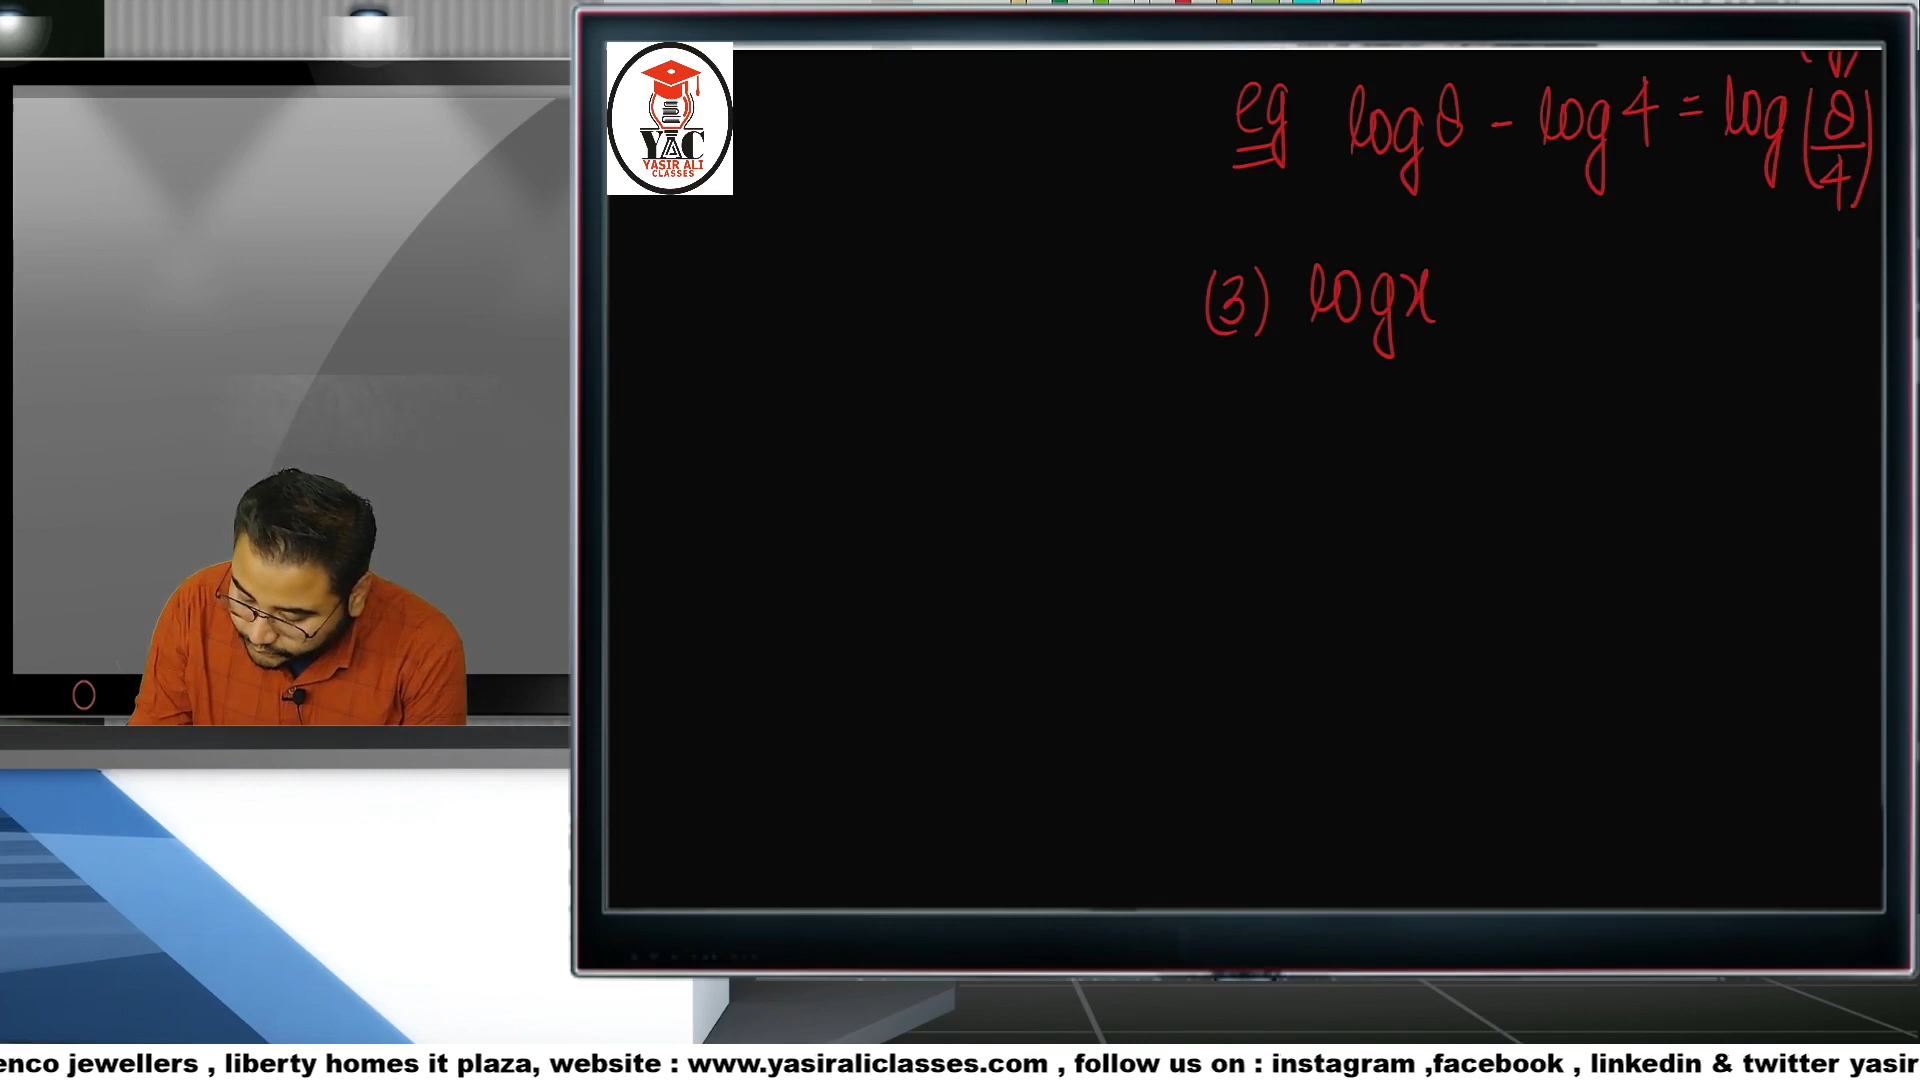 eg log 8 - log 4 = log (8/4)
YAC
YASIR ALI
CLASSES
(3) log x
enco jewellers , liberty homes it plaza, website : www.yasiraliclasses.com , follow us on : instagram ,facebook , linkedin & twitter yasir